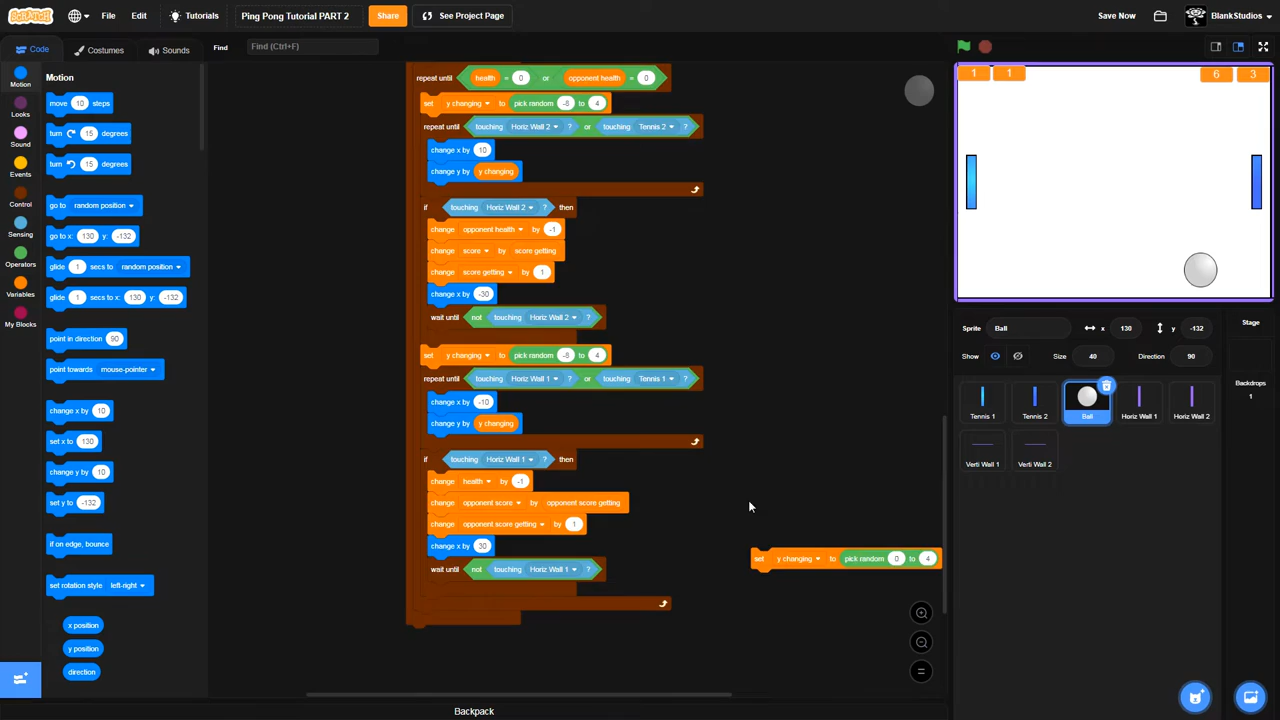 SCRATCH File Edit Tutorials Ping Pong Tutorial PART 2 Share See Project Page Save Now BlankStudios
Code Costumes Sounds Find Find (Ctrl+F)
Motion
Looks
Sound
Events
Control
Sensing
Operators
Variables
My Blocks
Motion
move 10 steps
turn 15 degrees
turn 15 degrees
go to random position
go to x: 130 y: -132
glide 1 secs to random position
glide 1 secs to x: 130 y: -132
point in direction 90
point towards mouse-pointer
change x by 10
set x to 130
change y by 10
set y to -132
if on edge, bounce
set rotation style left-right
x position
y position
direction
repeat until health = 0 or opponent health = 0
set y changing to pick random -8 to 4
repeat until touching Horiz Wall 2 ? or touching Tennis 2 ?
change x by 10
change y by y changing
if touching Horiz Wall 2 ? then
change opponent health by -1
change score by score getting
change score getting by 1
change x by -30
wait until not touching Horiz Wall 2 ?
set y changing to pick random -8 to 4
repeat until touching Horiz Wall 1 ? or touching Tennis 1 ?
change x by -10
change y by y changing
if touching Horiz Wall 1 ? then
change health by -1
change opponent score by opponent score getting
change opponent score getting by 1
change x by 30
wait until not touching Horiz Wall 1 ?
set y changing to pick random 0 to 4
1 1 6 3
Sprite Ball x 130 y -132
Show Size 40 Direction 90
Tennis 1 Tennis 2 Ball Horiz Wall 1 Horiz Wall 2
Verti Wall 1 Verti Wall 2
Stage
Backdrops
1
Backpack